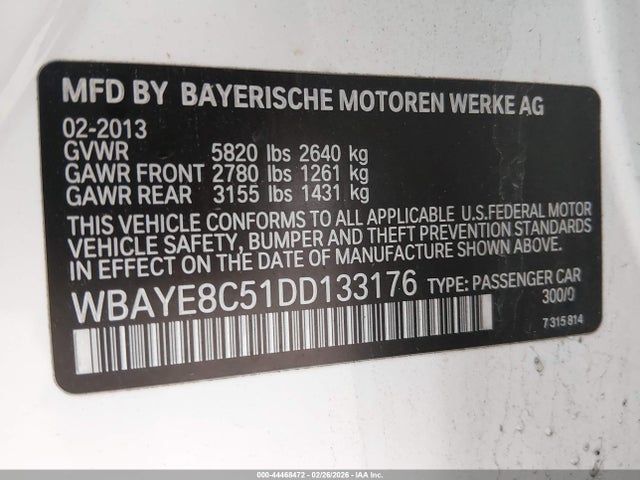 MFD BY BAYERISCHE MOTOREN WERKE AG
02-2013
GVWR 5820 lbs 2640 kg
GAWR FRONT 2780 lbs 1261 kg
GAWR REAR 3155 lbs 1431 kg
THIS VEHICLE CONFORMS TO ALL APPLICABLE U.S.FEDERAL MOTOR
VEHICLE SAFETY, BUMPER AND THEFT PREVENTION STANDARDS
IN EFFECT ON THE DATE OF MANUFACTURE SHOWN ABOVE.
WBAYE8C51DD133176 TYPE: PASSENGER CAR
300/0
7 315 814
000-44468472 02/26/2026 - IAA Inc.